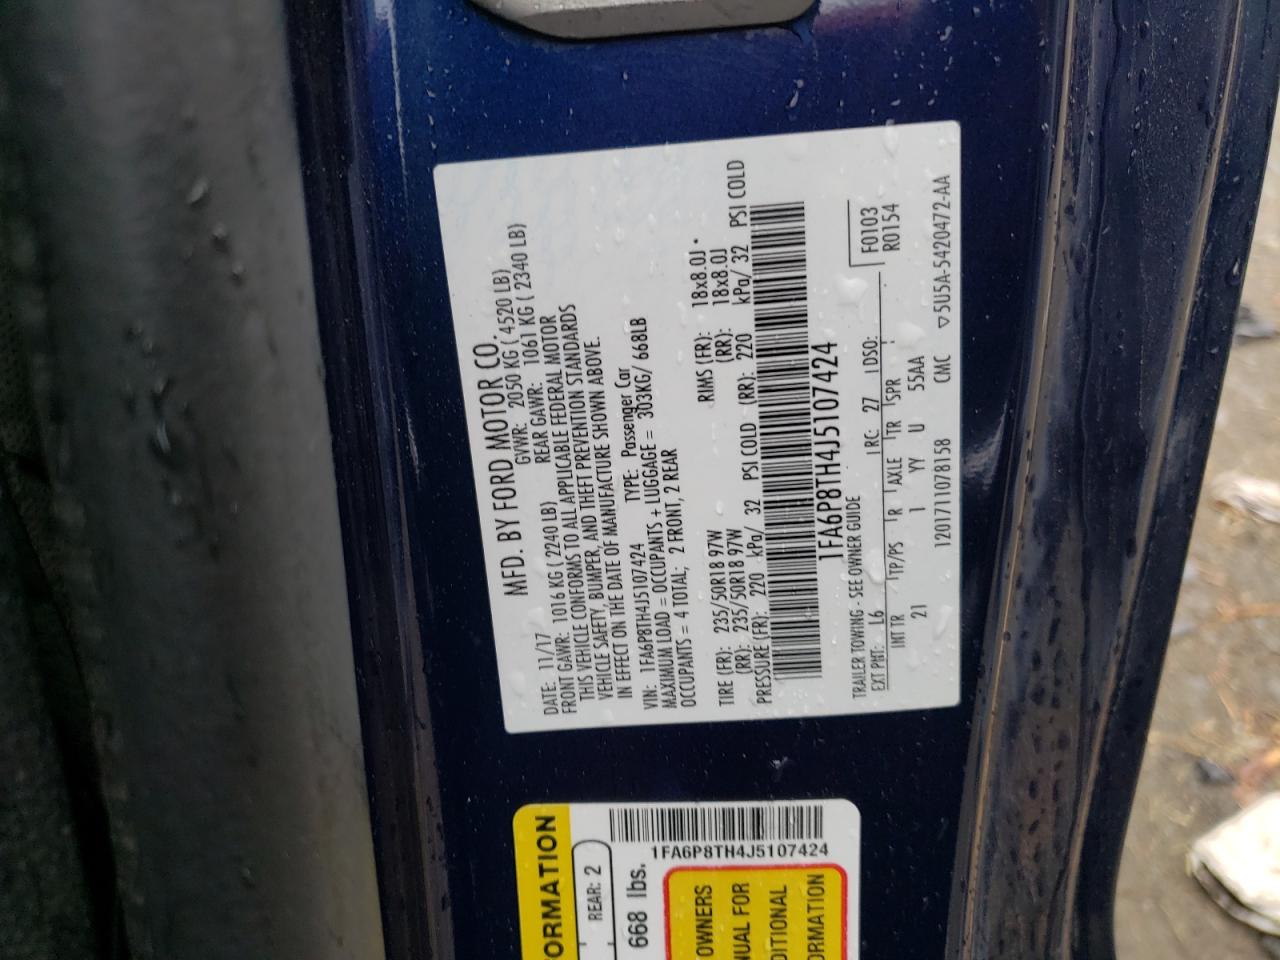 MFD. BY FORD MOTOR CO.
DATE: 11/17 GVWR: 2050 KG ( 4520 LB)
FRONT GAWR: 1016 KG ( 2240 LB) REAR GAWR: 1061 KG ( 2340 LB)
THIS VEHICLE CONFORMS TO ALL APPLICABLE FEDERAL MOTOR
VEHICLE SAFETY, BUMPER, AND THEFT PREVENTION STANDARDS
IN EFFECT ON THE DATE OF MANUFACTURE SHOWN ABOVE.
VIN: 1FA6P8TH4J5107424 TYPE: Passenger Car
MAXIMUM LOAD = OCCUPANTS + LUGGAGE = 303KG/ 668LB
OCCUPANTS = 4 TOTAL; 2 FRONT, 2 REAR
TIRE (FR): 235/50R18 97W RIMS (FR): 18x8.0J •
(RR): 235/50R18 97W (RR): 18x8.0J
PRESSURE (FR): 220 kPa/ 32 PSI COLD (RR): 220 kPa/ 32 PSI COLD
1FA6P8TH4J5107424
TRAILER TOWING - SEE OWNER GUIDE F0103
EXT PNT: L6 RC: 27 DSO: R0154
INT TR TP/PS R AXLE TR SPR
21 1 YY U 55AA
1201711078158 CMC ▽5U5A-5420472-AA
ORMATION
REAR: 2
668 lbs.
1FA6P8TH4J5107424
OWNERS
NUAL FOR
DITIONAL
ORMATION